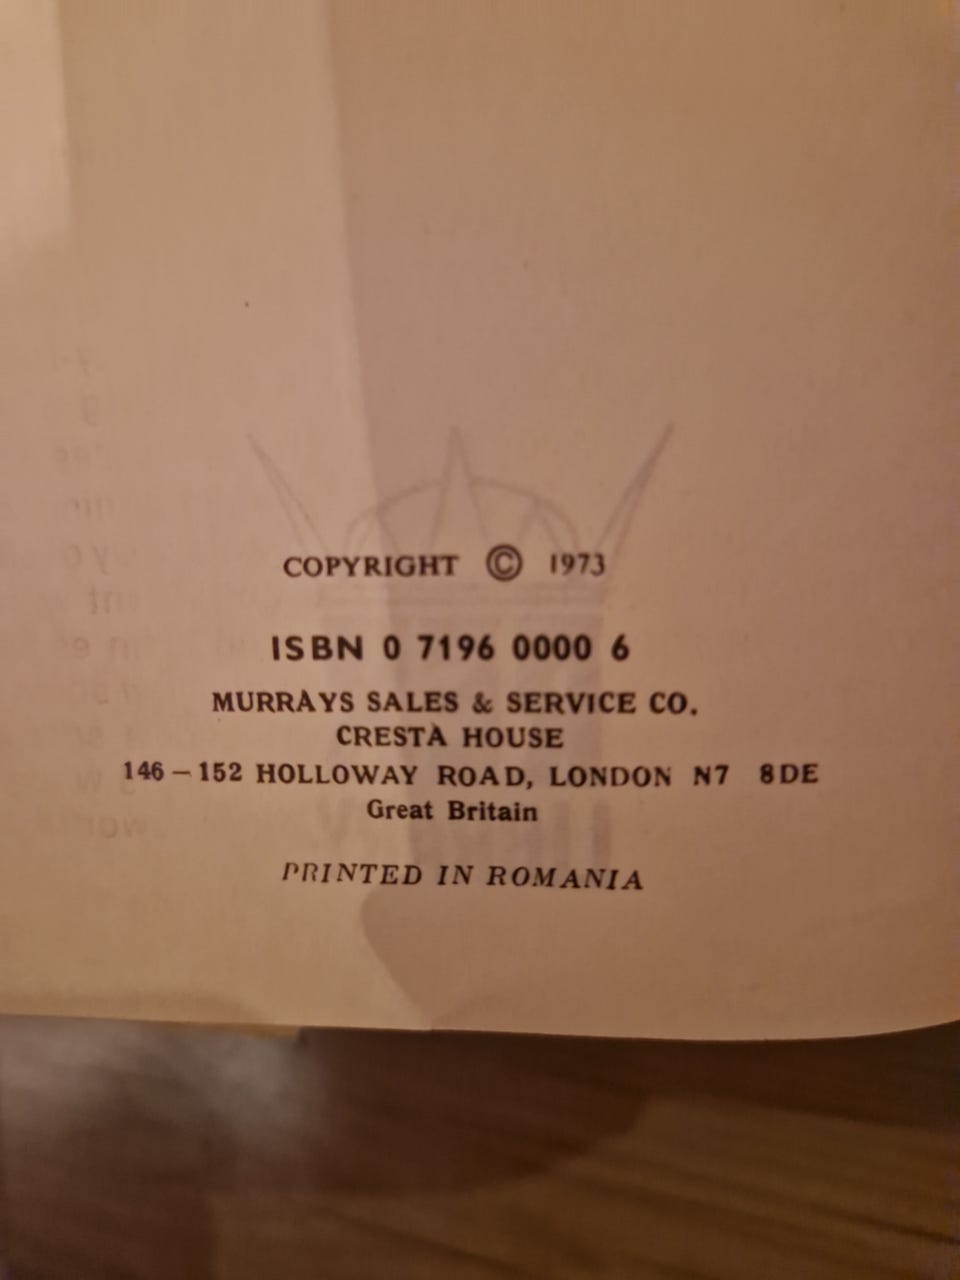 COPYRIGHT © 1973
ISBN 0 7196 0000 6
MURRAYS SALES & SERVICE CO.
CRESTA HOUSE
146 – 152 HOLLOWAY ROAD, LONDON N7 8DE
Great Britain
PRINTED IN ROMANIA